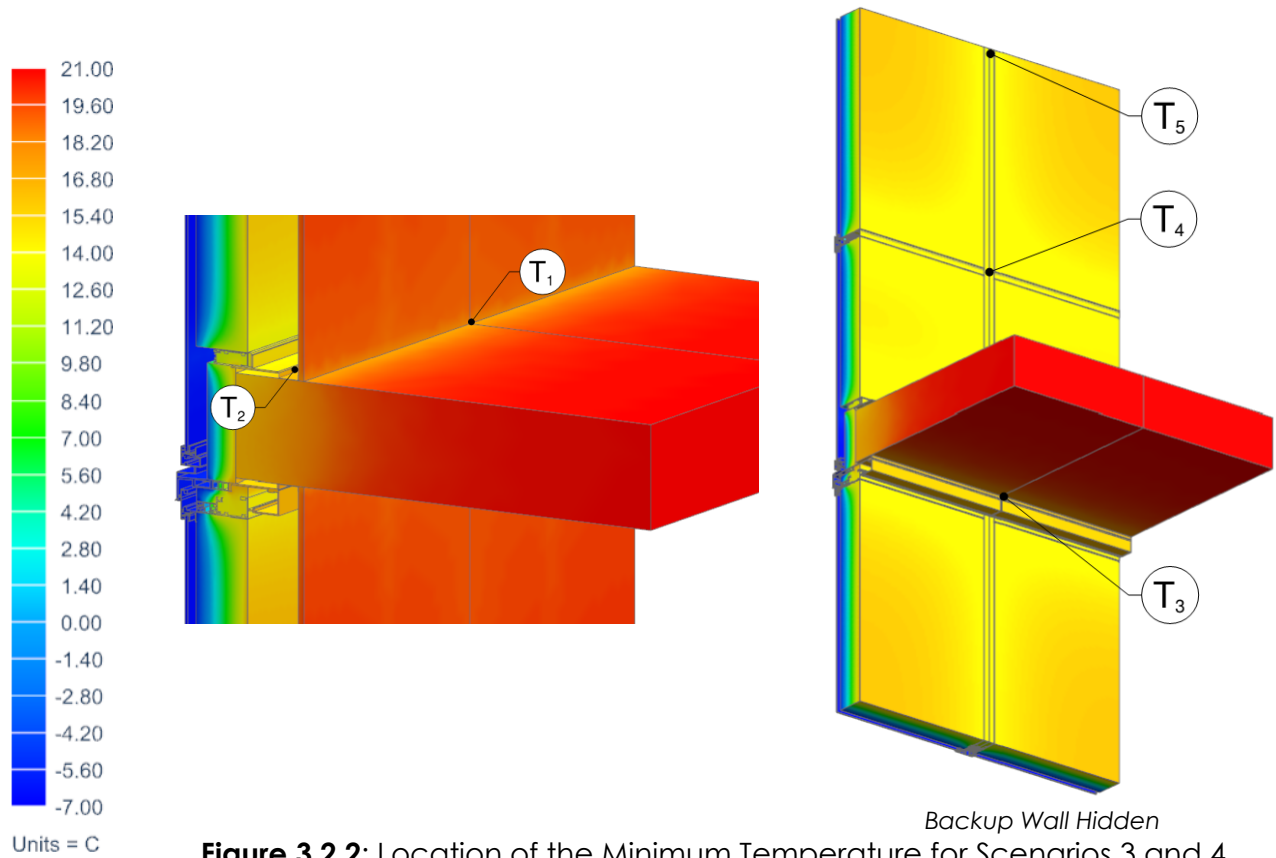 21.00
19.60
18.20
16.80
15.40
14.00
12.60
11.20
9.80
8.40
7.00
5.60
4.20
2.80
1.40
0.00
-1.40
-2.80
-4.20
-5.60
-7.00
Units = C
T1
T2
T5
T4
T3
Backup Wall Hidden
Figure 3.2.2: Location of the Minimum Temperature for Scenarios 3 and 4